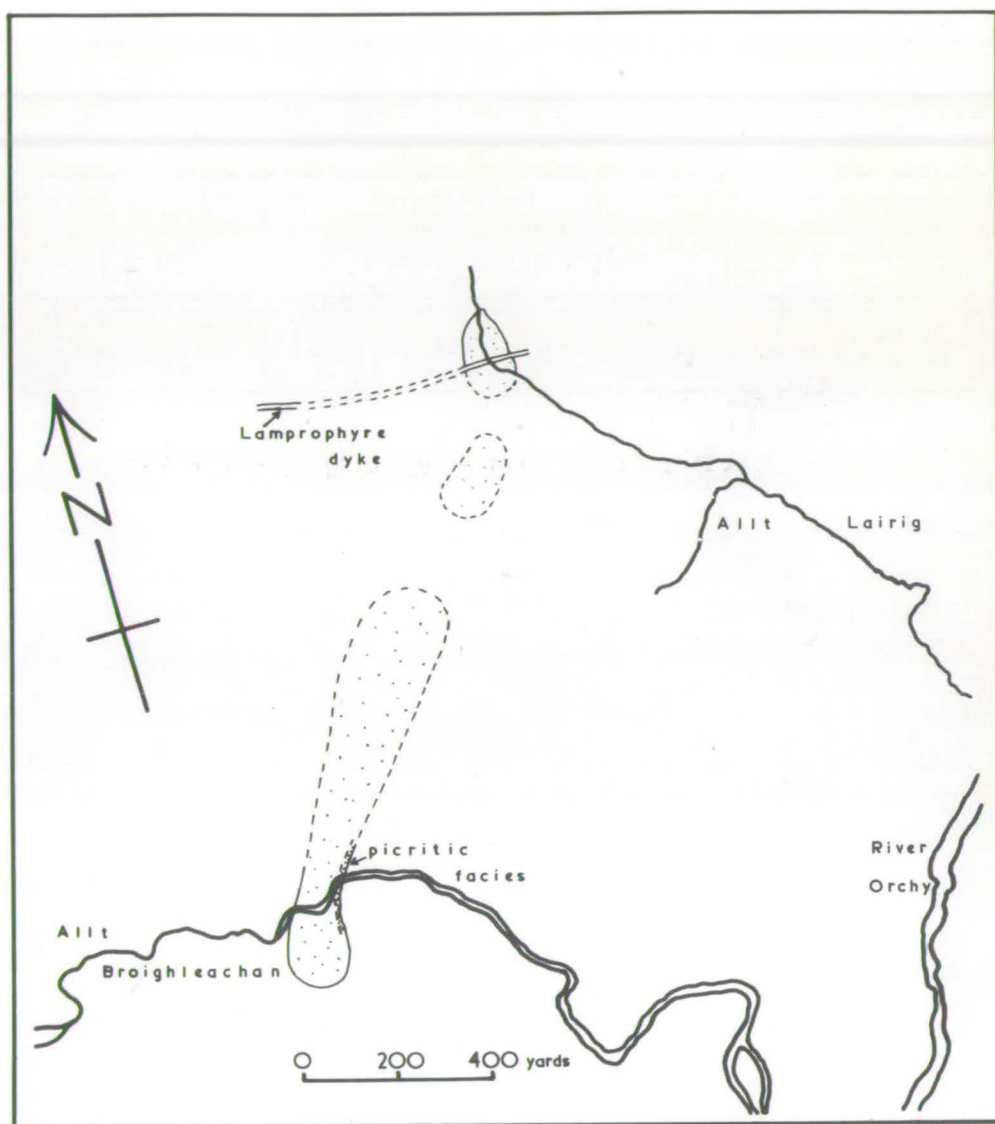 Lamprophyre
dyke
N
Allt Lairig
picritic
facies
River
Orchy
Allt
Broighleachan
0 200 400 yards